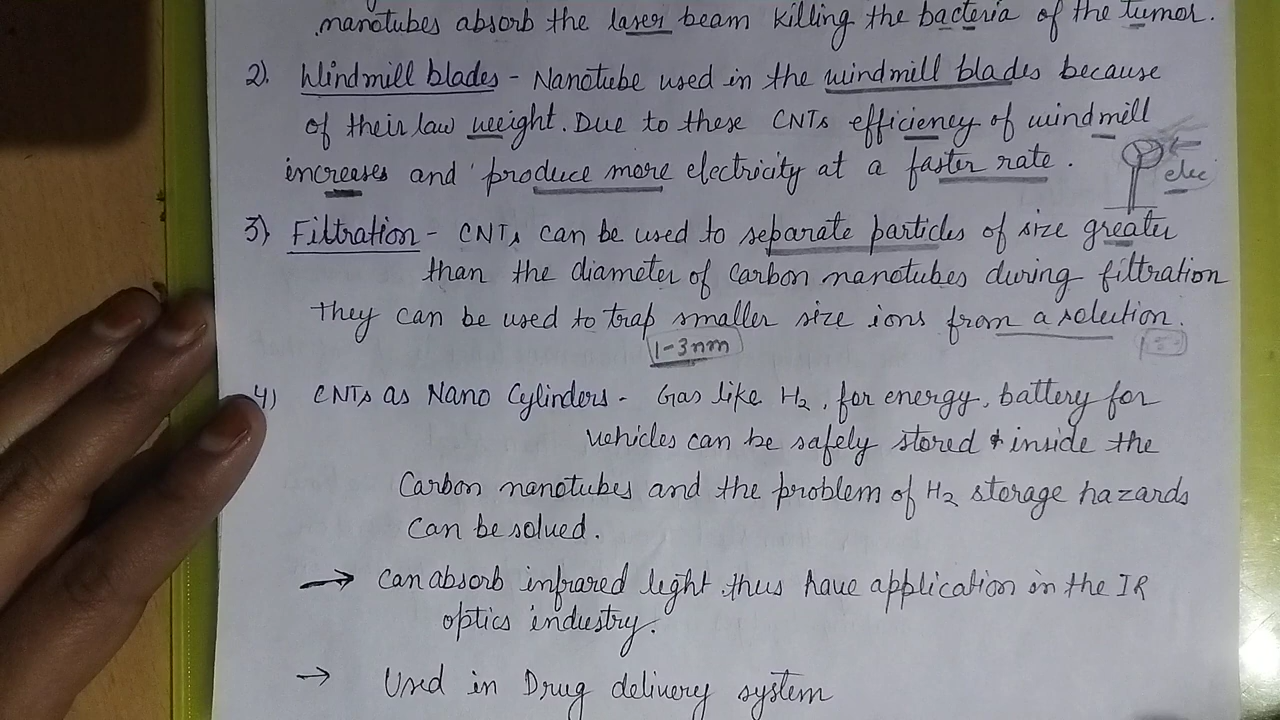 nanotubes absorb the laser beam killing the bacteria of the tumor.
2). Windmill blades - Nanotube used in the windmill blades because
of their law weight. Due to these CNTs efficiency of windmill
increases and produce more electricity at a faster rate.
elec
3) Filtration - CNTs can be used to separate particles of size greater
than the diameter of carbon nanotubes during filtration
they can be used to trap smaller size ions from a solution.
1-3nm
4) CNTs as Nano Cylinders - Gas like H2, for energy, battery for
vehicles can be safely stored & inside the
Carbon nanotubes and the problem of H2 storage hazards
can be solved.
→ can absorb infrared light thus have application in the IR
optics industry.
→ Used in Drug delivery system